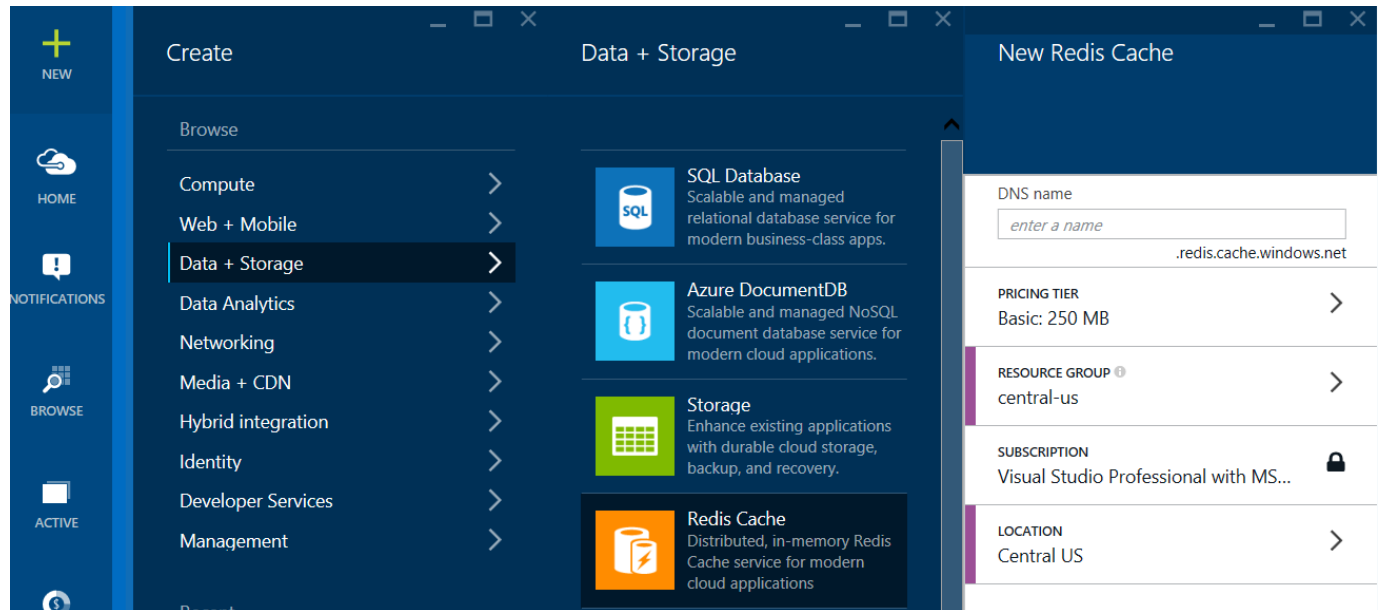 NEW
HOME
NOTIFICATIONS
BROWSE
ACTIVE
Create
Browse
Compute
Web + Mobile
Data + Storage
Data Analytics
Networking
Media + CDN
Hybrid integration
Identity
Developer Services
Management
Recent
Data + Storage
SQL
SQL Database
Scalable and managed
relational database service for
modern business-class apps.
Azure DocumentDB
Scalable and managed NoSQL
document database service for
modern cloud applications.
Storage
Enhance existing applications
with durable cloud storage,
backup, and recovery.
Redis Cache
Distributed, in-memory Redis
Cache service for modern
cloud applications
New Redis Cache
DNS name
enter a name
.redis.cache.windows.net
PRICING TIER
Basic: 250 MB
RESOURCE GROUP
central-us
SUBSCRIPTION
Visual Studio Professional with MS...
LOCATION
Central US